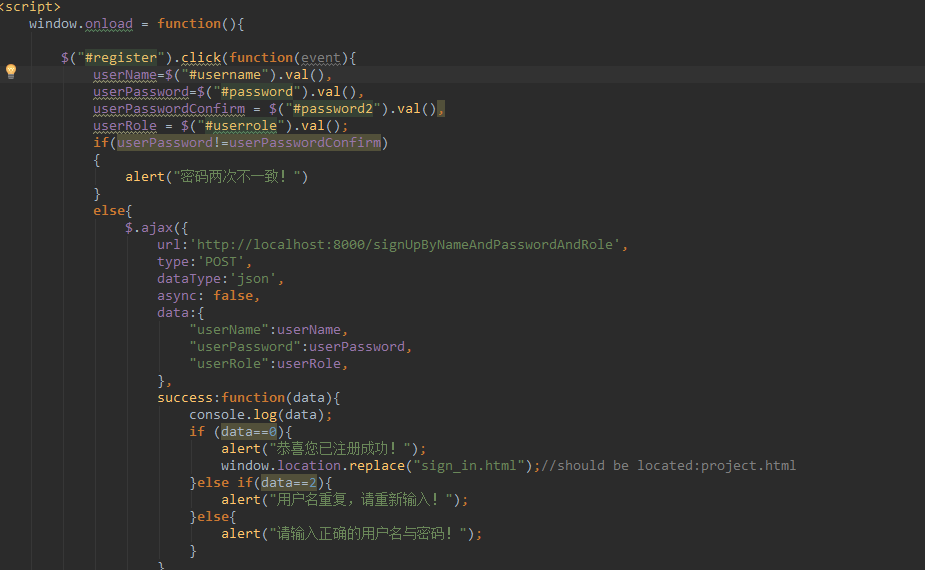 <script>
window.onload = function(){
$("#register").click(function(event){
userName=$("#username").val(),
userPassword=$("#password").val(),
userPasswordConfirm = $("#password2").val(),
userRole = $("#userrole").val();
if(userPassword!=userPasswordConfirm)
{
alert("密码两次不一致！")
}
else{
$.ajax({
url:'http://localhost:8000/signUpByNameAndPasswordAndRole',
type:'POST',
dataType:'json',
async: false,
data:{
"userName":userName,
"userPassword":userPassword,
"userRole":userRole,
},
success:function(data){
console.log(data);
if (data==0){
alert("恭喜您已注册成功！");
window.location.replace("sign_in.html");//should be located:project.html
}else if(data==2){
alert("用户名重复，请重新输入！");
}else{
alert("请输入正确的用户名与密码！");
}
}